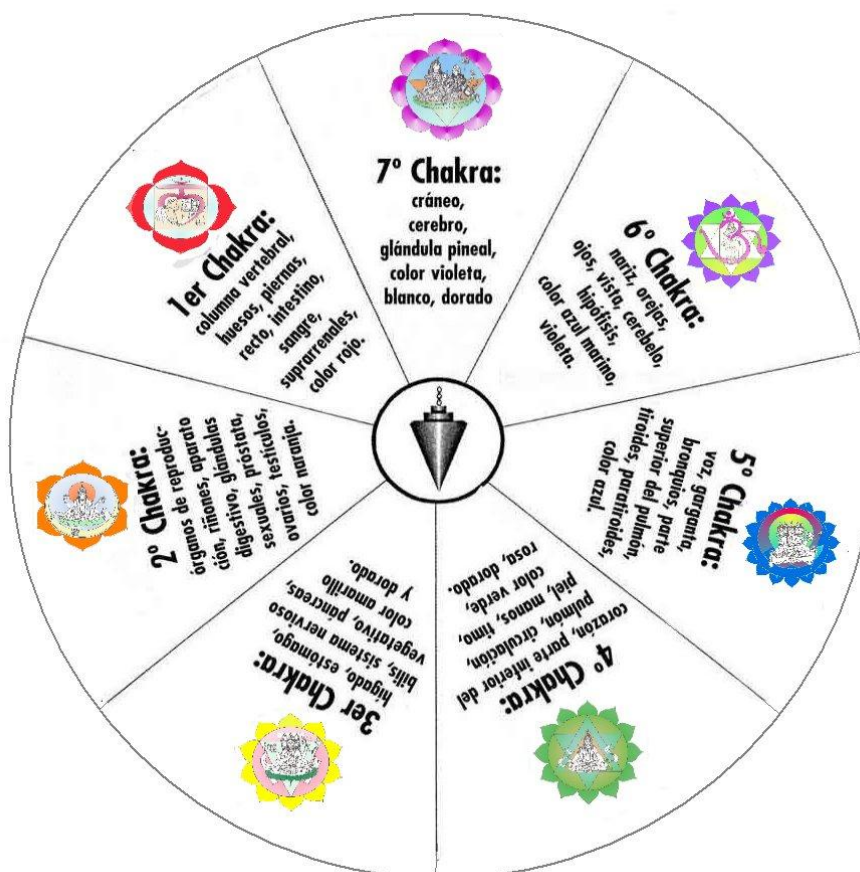 7º Chakra:
cráneo,
cerebro,
glándula pineal,
color violeta,
blanco, dorado
6º Chakra:
nariz, orejas,
ojos, vista, cerebelo,
hipófisis,
color azul marino,
violeta.
5º Chakra:
voz, garganta,
bronquios, parte
superior del pulmón,
tiroides, paratiroides,
color azul.
4º Chakra:
corazón, parte inferior del
pulmón, circulación,
piel, manos, timo,
color verde,
rosa, dorado.
3er Chakra:
hígado, estómago,
bilis, sistema nervioso
vegetativo, páncreas,
color amarillo
y dorado.
2º Chakra:
órganos de reproduc-
ción, riñones, aparato
digestivo, glándulas
sexuales, próstata,
ovarios, testículos,
color naranja.
1er Chakra:
columna vertebral,
huesos, piernas,
recto, intestino,
sangre,
suprarrenales,
color rojo.